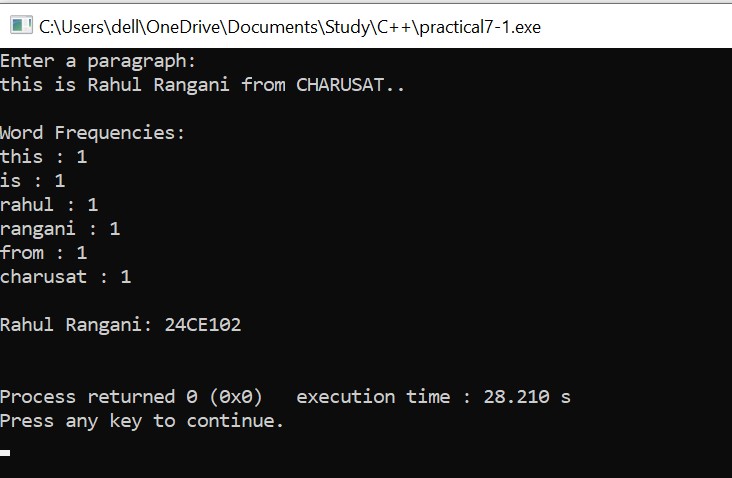 C:\Users\dell\OneDrive\Documents\Study\C++\practical7-1.exe
Enter a paragraph:
this is Rahul Rangani from CHARUSAT..
Word Frequencies:
this : 1
is : 1
rahul : 1
rangani : 1
from : 1
charusat : 1
Rahul Rangani: 24CE102
Process returned 0 (0x0)   execution time : 28.210 s
Press any key to continue.